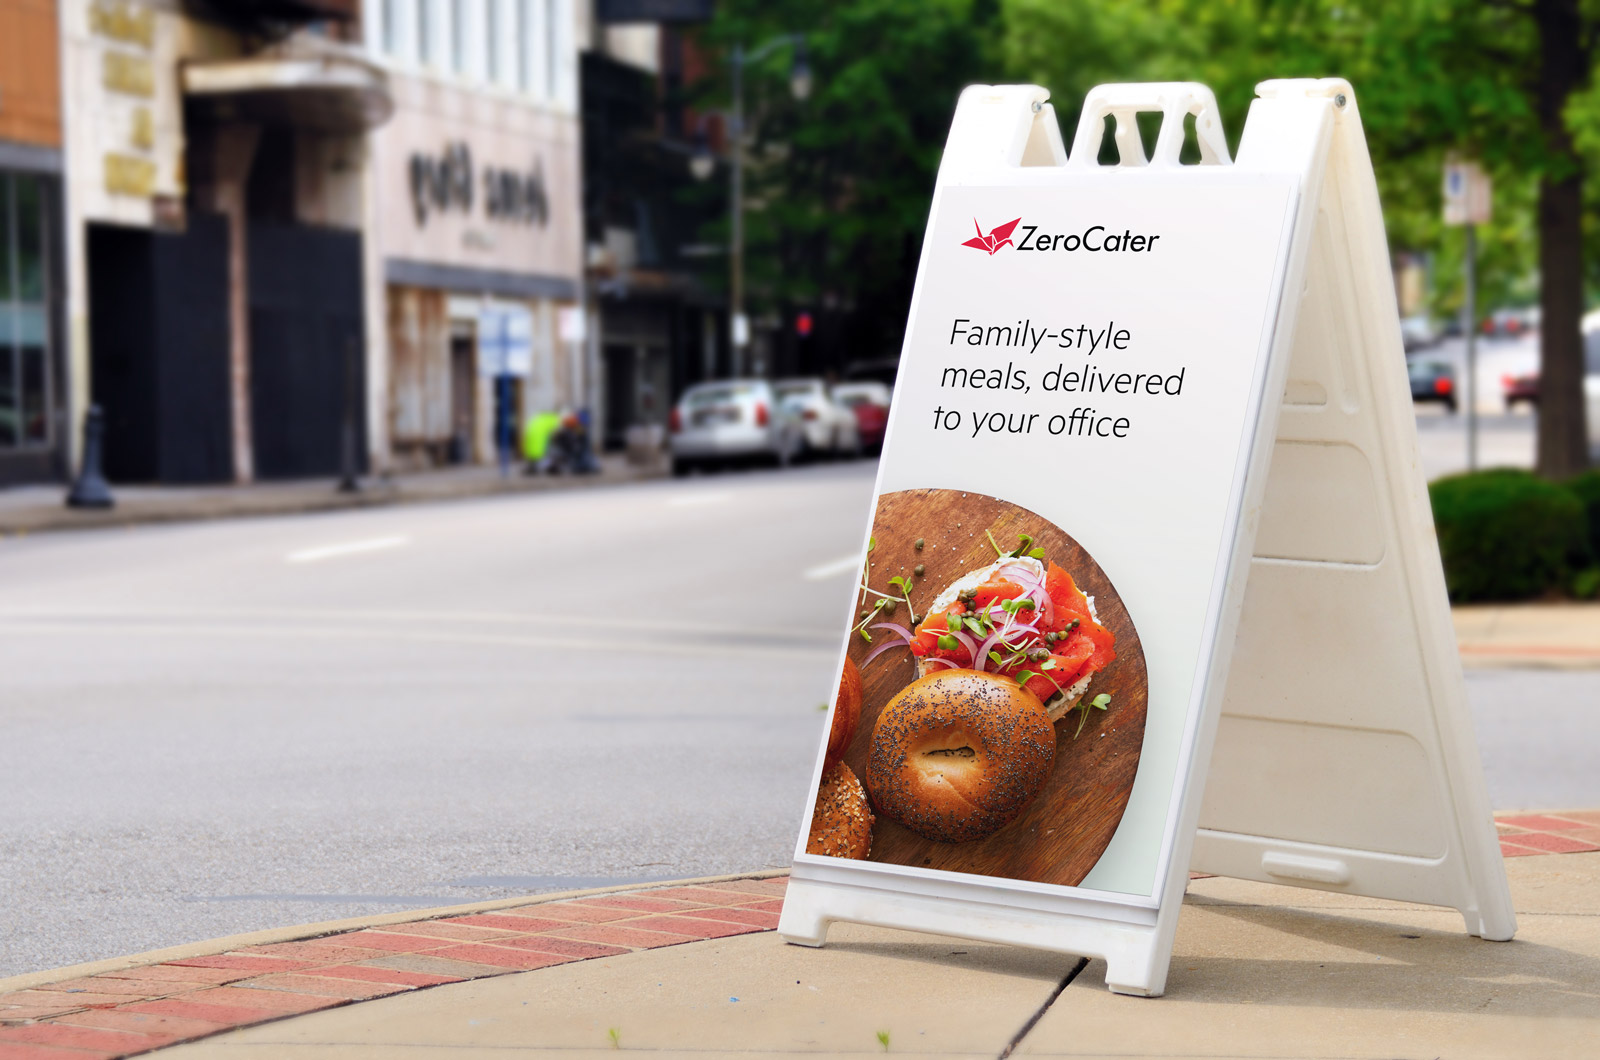 ZeroCater
Family-style
meals, delivered
to your office